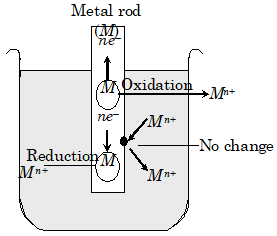 Metal rod
(M)
ne⁻
M Oxidation Mⁿ⁺
ne⁻
Mⁿ⁺
No change
Reduction M
Mⁿ⁺
Mⁿ⁺